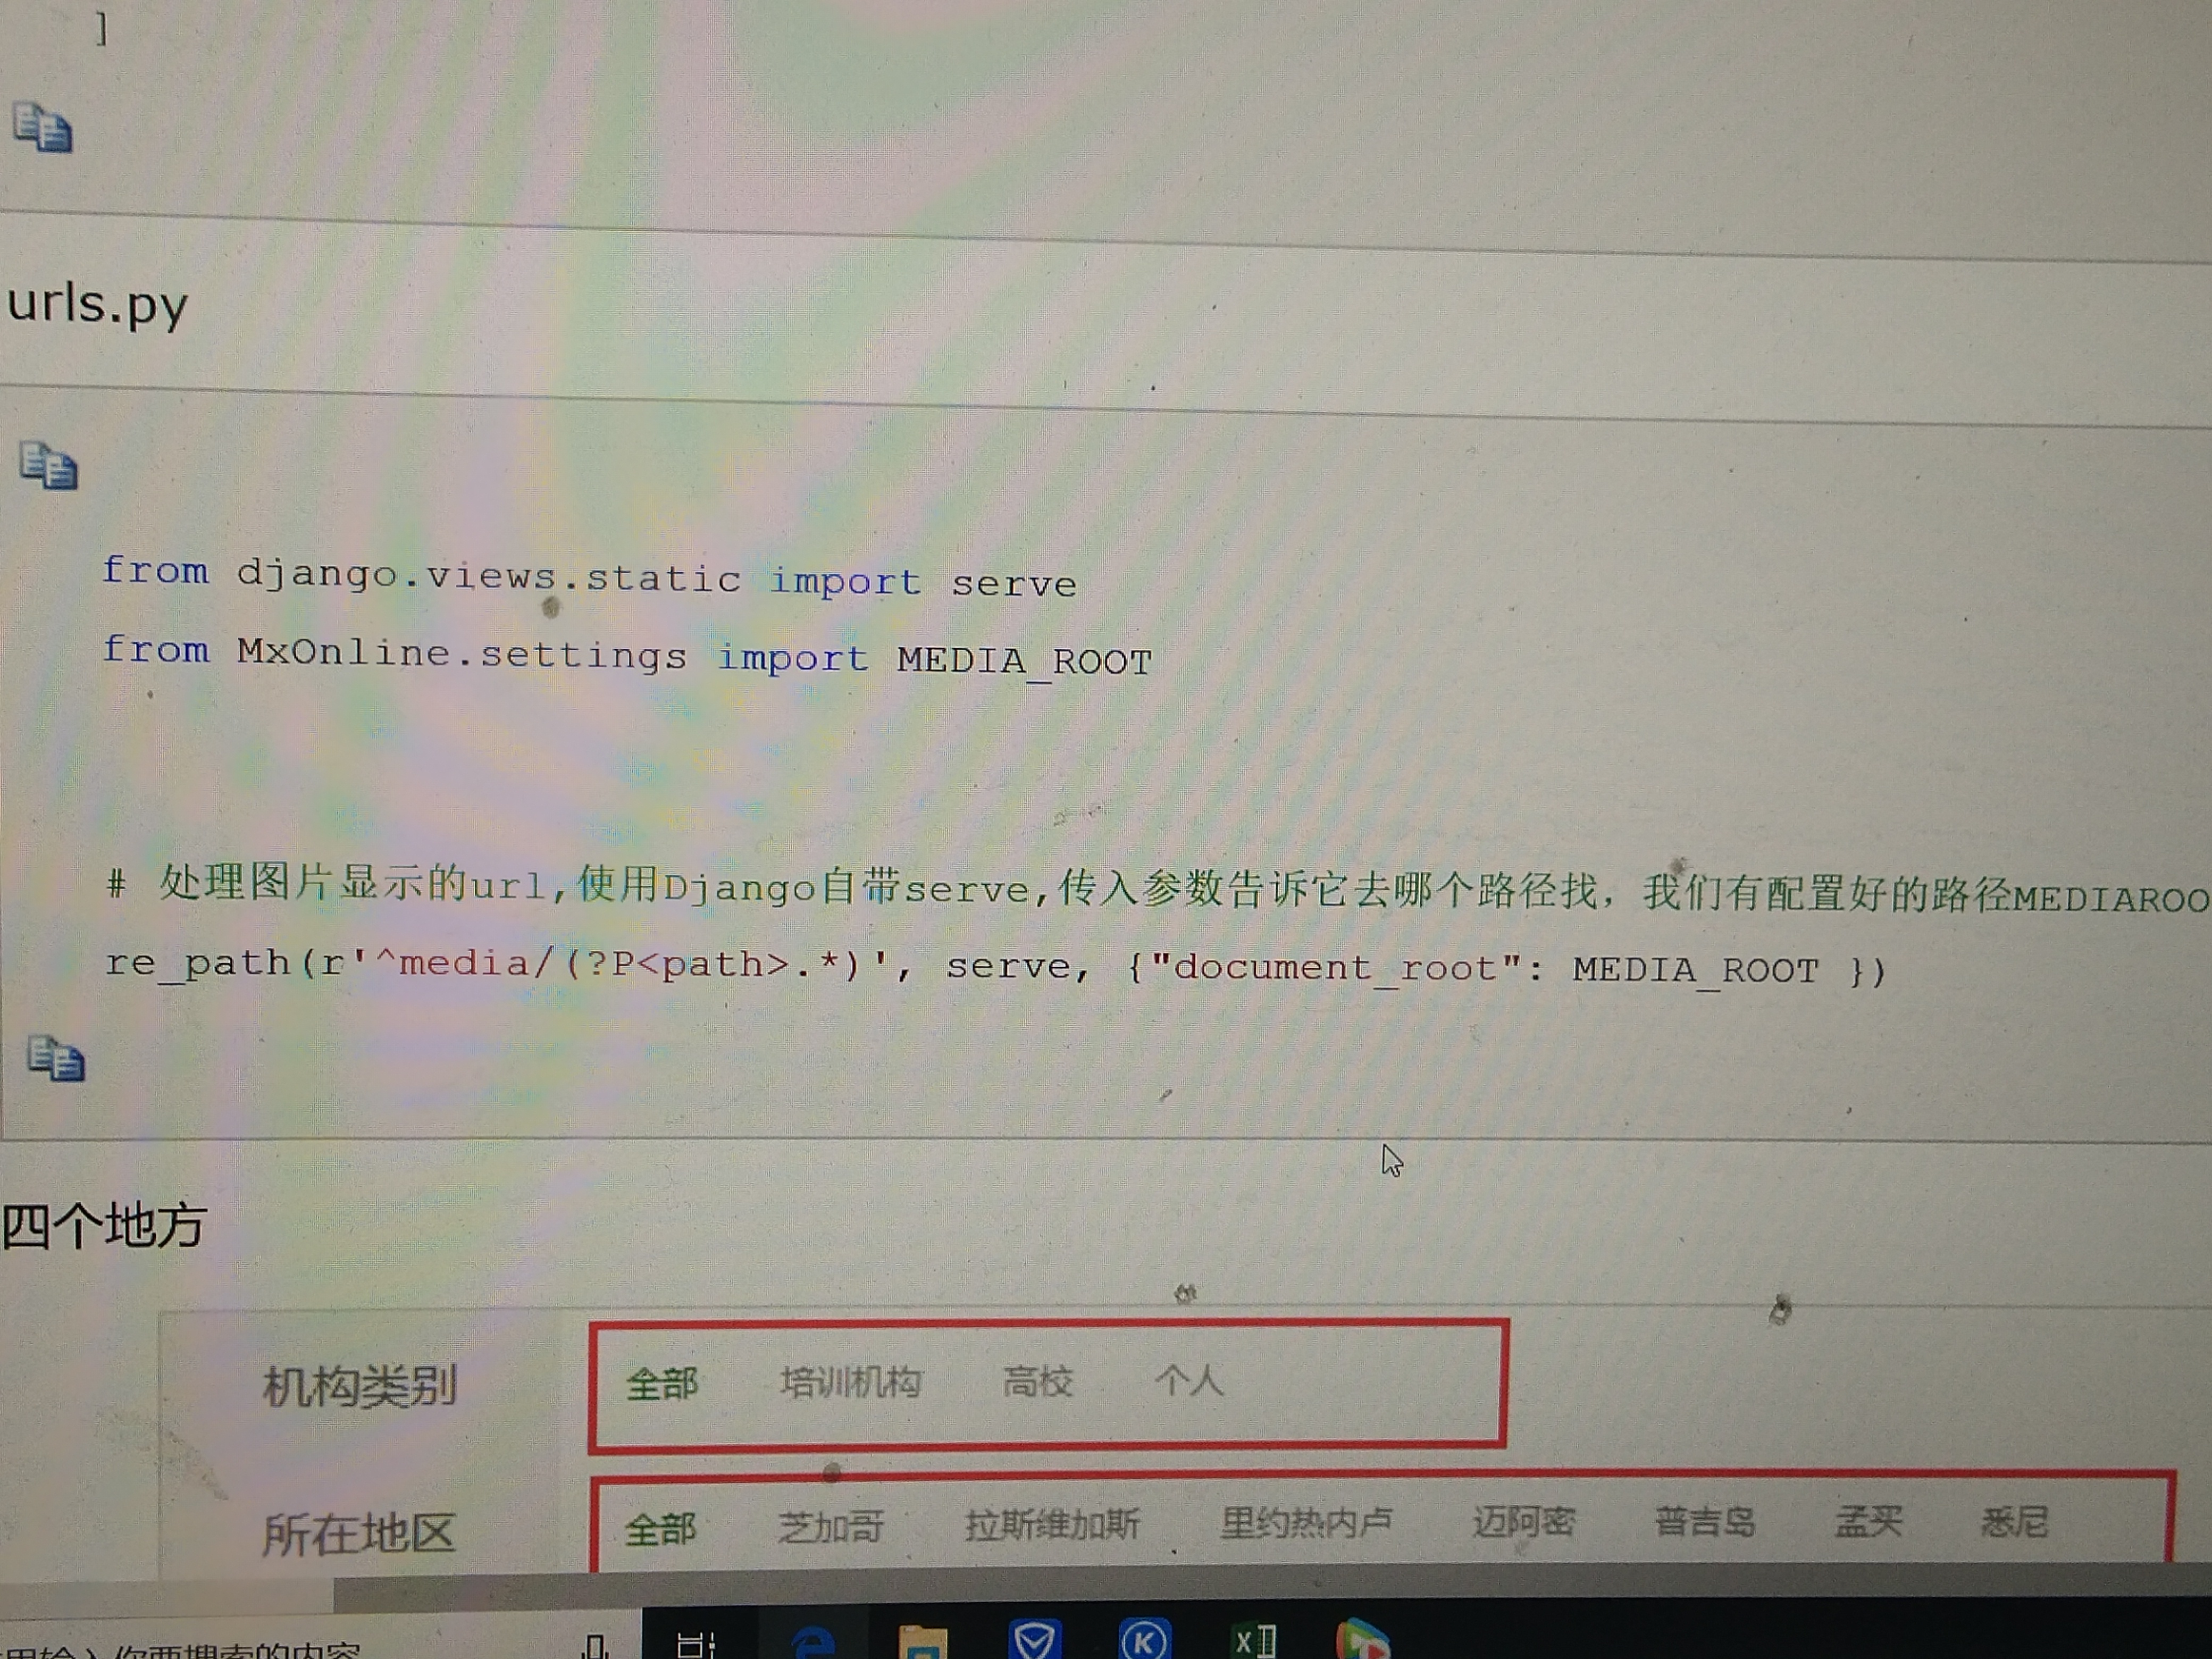 ]
urls.py
from django.views.static import serve
from MxOnline.settings import MEDIA_ROOT
# 处理图片显示的url,使用Django自带serve,传入参数告诉它去哪个路径找，我们有配置好的路径MEDIAROO
re_path(r'^media/(?P<path>.*)', serve, {"document_root": MEDIA_ROOT })
四个地方
机构类别 全部 培训机构 高校 个人
所在地区 全部 芝加哥 拉斯维加斯 里约热内卢 迈阿密 普吉岛 孟买 悉尼
输入你要搜索的内容